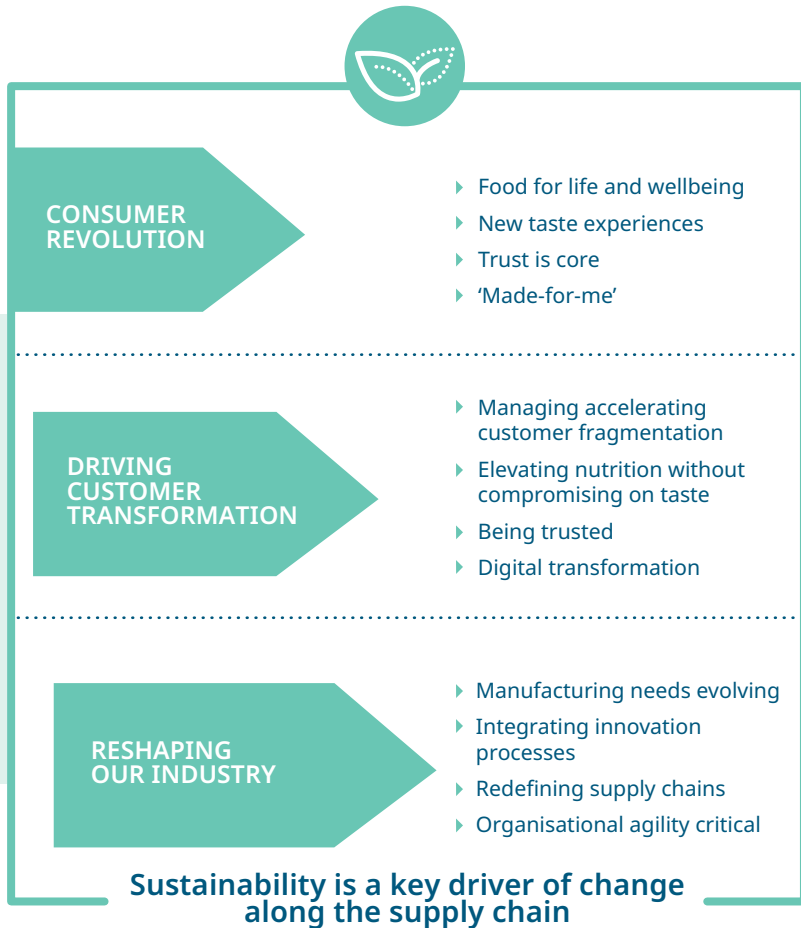 CONSUMER
REVOLUTION
Food for life and wellbeing
New taste experiences
Trust is core
‘Made-for-me’
DRIVING
CUSTOMER
TRANSFORMATION
Managing accelerating
customer fragmentation
Elevating nutrition without
compromising on taste
Being trusted
Digital transformation
RESHAPING
OUR INDUSTRY
Manufacturing needs evolving
Integrating innovation
processes
Redefining supply chains
Organisational agility critical
Sustainability is a key driver of change
along the supply chain